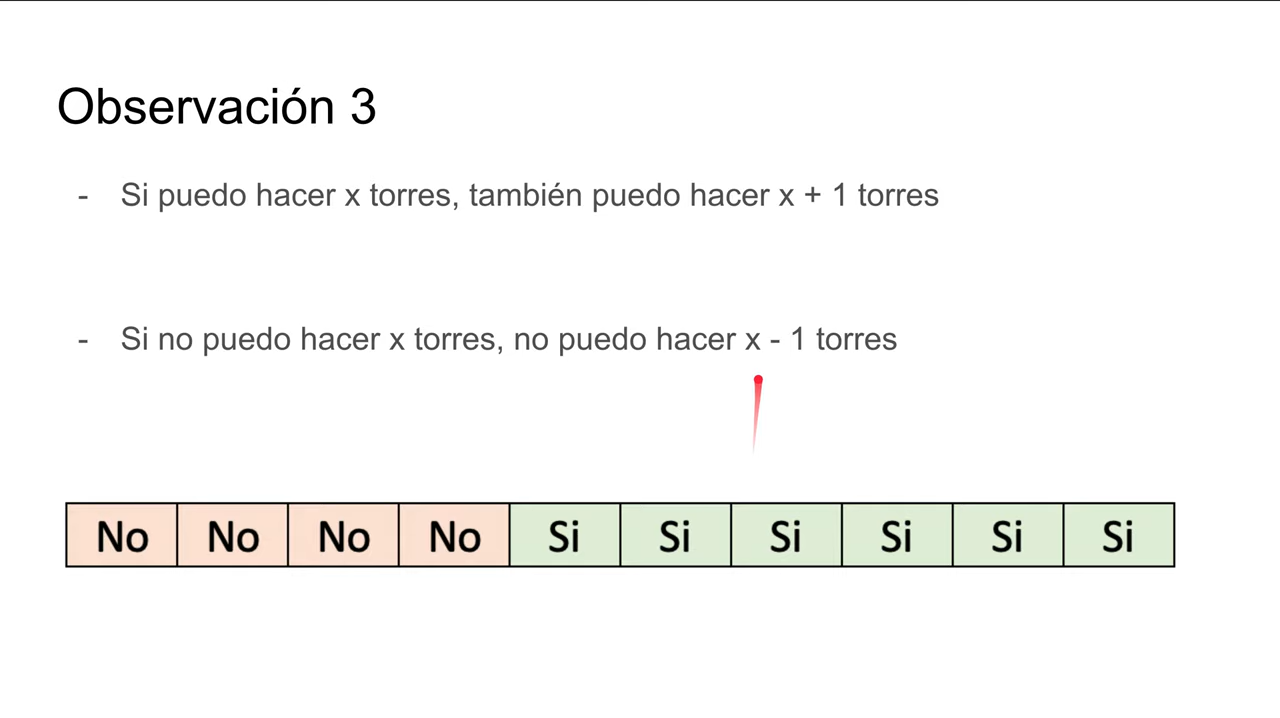 Observación 3
- Si puedo hacer x torres, también puedo hacer x + 1 torres
- Si no puedo hacer x torres, no puedo hacer x - 1 torres
No No No No Si Si Si Si Si Si